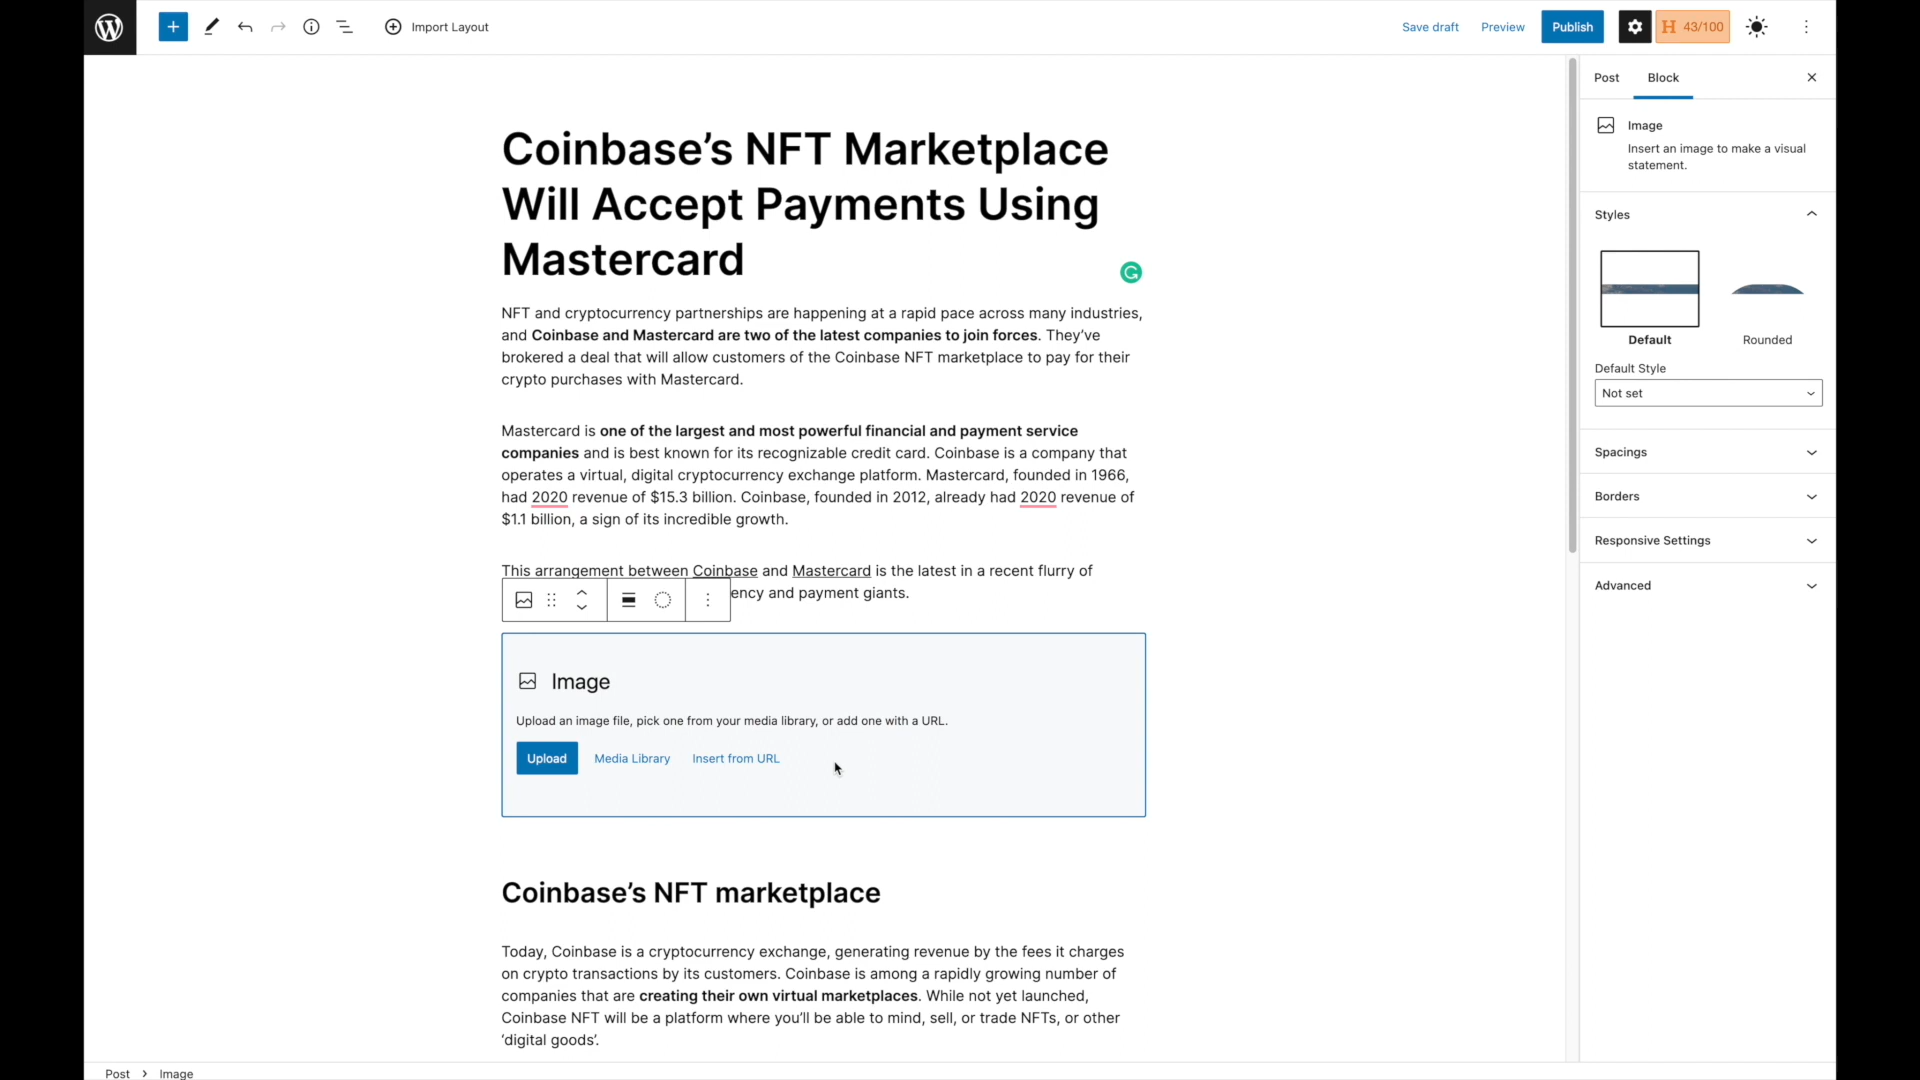 Import Layout
Save draft
Preview
Publish
H 43/100
Coinbase’s NFT Marketplace
Will Accept Payments Using
Mastercard
NFT and cryptocurrency partnerships are happening at a rapid pace across many industries,
and Coinbase and Mastercard are two of the latest companies to join forces. They’ve
brokered a deal that will allow customers of the Coinbase NFT marketplace to pay for their
crypto purchases with Mastercard.
Mastercard is one of the largest and most powerful financial and payment service
companies and is best known for its recognizable credit card. Coinbase is a company that
operates a virtual, digital cryptocurrency exchange platform. Mastercard, founded in 1966,
had 2020 revenue of $15.3 billion. Coinbase, founded in 2012, already had 2020 revenue of
$1.1 billion, a sign of its incredible growth.
This arrangement between Coinbase and Mastercard is the latest in a recent flurry of
ency and payment giants.
Image
Upload an image file, pick one from your media library, or add one with a URL.
Upload
Media Library
Insert from URL
Coinbase’s NFT marketplace
Today, Coinbase is a cryptocurrency exchange, generating revenue by the fees it charges
on crypto transactions by its customers. Coinbase is among a rapidly growing number of
companies that are creating their own virtual marketplaces. While not yet launched,
Coinbase NFT will be a platform where you’ll be able to mind, sell, or trade NFTs, or other
‘digital goods’.
Post
Block
Image
Insert an image to make a visual
statement.
Styles
Default
Rounded
Default Style
Not set
Spacings
Borders
Responsive Settings
Advanced
Post
Image